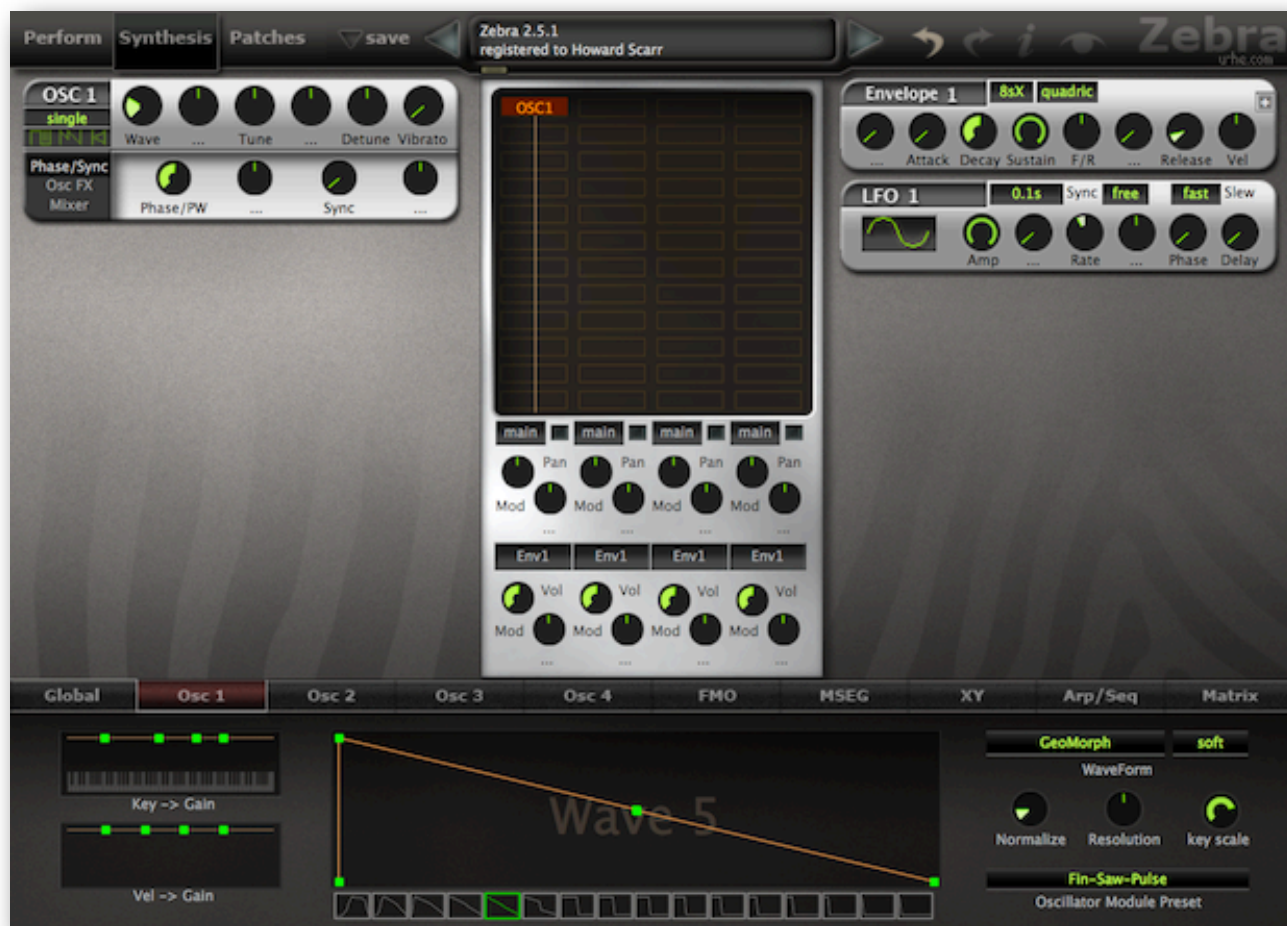 Perform Synthesis Patches save
Zebra 2.5.1
registered to Howard Scarr
Zebra
u-he.com
OSC 1
single
Wave ... Tune ... Detune Vibrato
Phase/Sync
Osc FX
Mixer
Phase/PW ... Sync ...
OSC1
main main main main
Pan Pan Pan Pan
Mod Mod Mod Mod
... ... ... ...
Env1 Env1 Env1 Env1
Vol Vol Vol Vol
Mod Mod Mod Mod
... ... ... ...
Envelope 1 8sX quadric
... Attack Decay Sustain F/R ... Release Vel
LFO 1 0.1s Sync free fast Slew
Amp ... Rate ... Phase Delay
Global Osc 1 Osc 2 Osc 3 Osc 4 FMO MSEG XY Arp/Seq Matrix
Key -> Gain
Vel -> Gain
Wave 5
GeoMorph soft
WaveForm
Normalize Resolution key scale
Fin-Saw-Pulse
Oscillator Module Preset